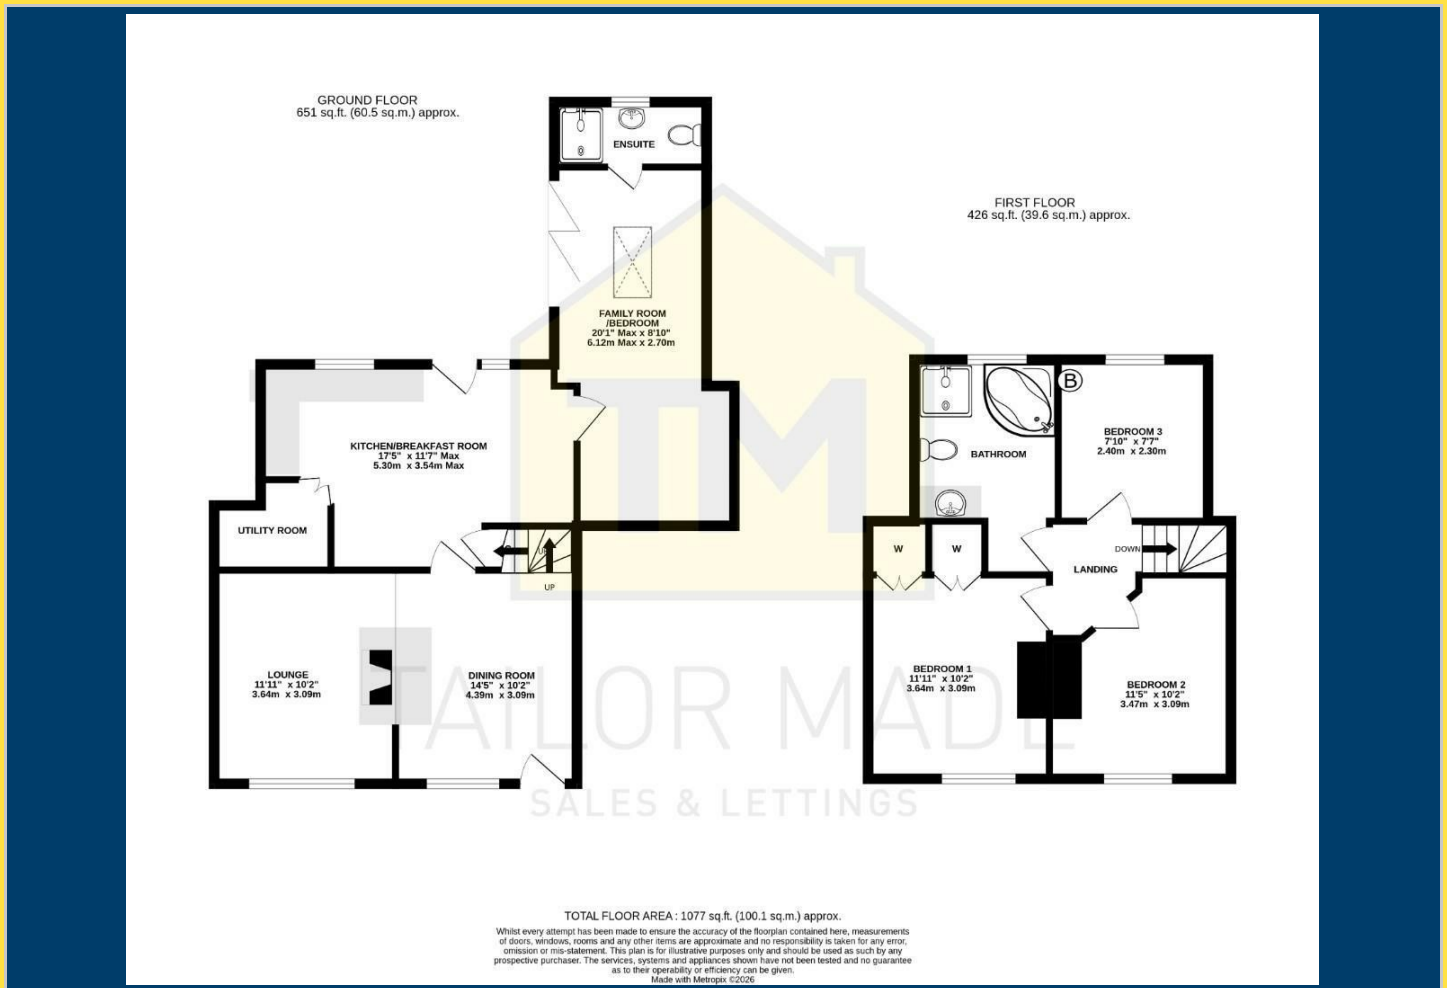 GROUND FLOOR
651 sq.ft. (60.5 sq.m.) approx.
ENSUITE
FAMILY ROOM
/BEDROOM
20'1" Max x 8'10"
6.12m Max x 2.70m
KITCHEN/BREAKFAST ROOM
17'5" x 11'7" Max
5.30m x 3.54m Max
UTILITY ROOM
UP
UP
LOUNGE
11'11" x 10'2"
3.64m x 3.09m
DINING ROOM
14'5" x 10'2"
4.39m x 3.09m
FIRST FLOOR
426 sq.ft. (39.6 sq.m.) approx.
B
BEDROOM 3
7'10" x 7'7"
2.40m x 2.30m
BATHROOM
W
W
DOWN
LANDING
BEDROOM 1
11'11" x 10'2"
3.64m x 3.09m
BEDROOM 2
11'5" x 10'2"
3.47m x 3.09m
TM
TAILOR MADE
SALES & LETTINGS
TOTAL FLOOR AREA : 1077 sq.ft. (100.1 sq.m.) approx.
Whilst every attempt has been made to ensure the accuracy of the floorplan contained here, measurements
of doors, windows, rooms and any other items are approximate and no responsibility is taken for any error,
omission or mis-statement. This plan is for illustrative purposes only and should be used as such by any
prospective purchaser. The services, systems and appliances shown have not been tested and no guarantee
as to their operability or efficiency can be given.
Made with Metropix ©2026